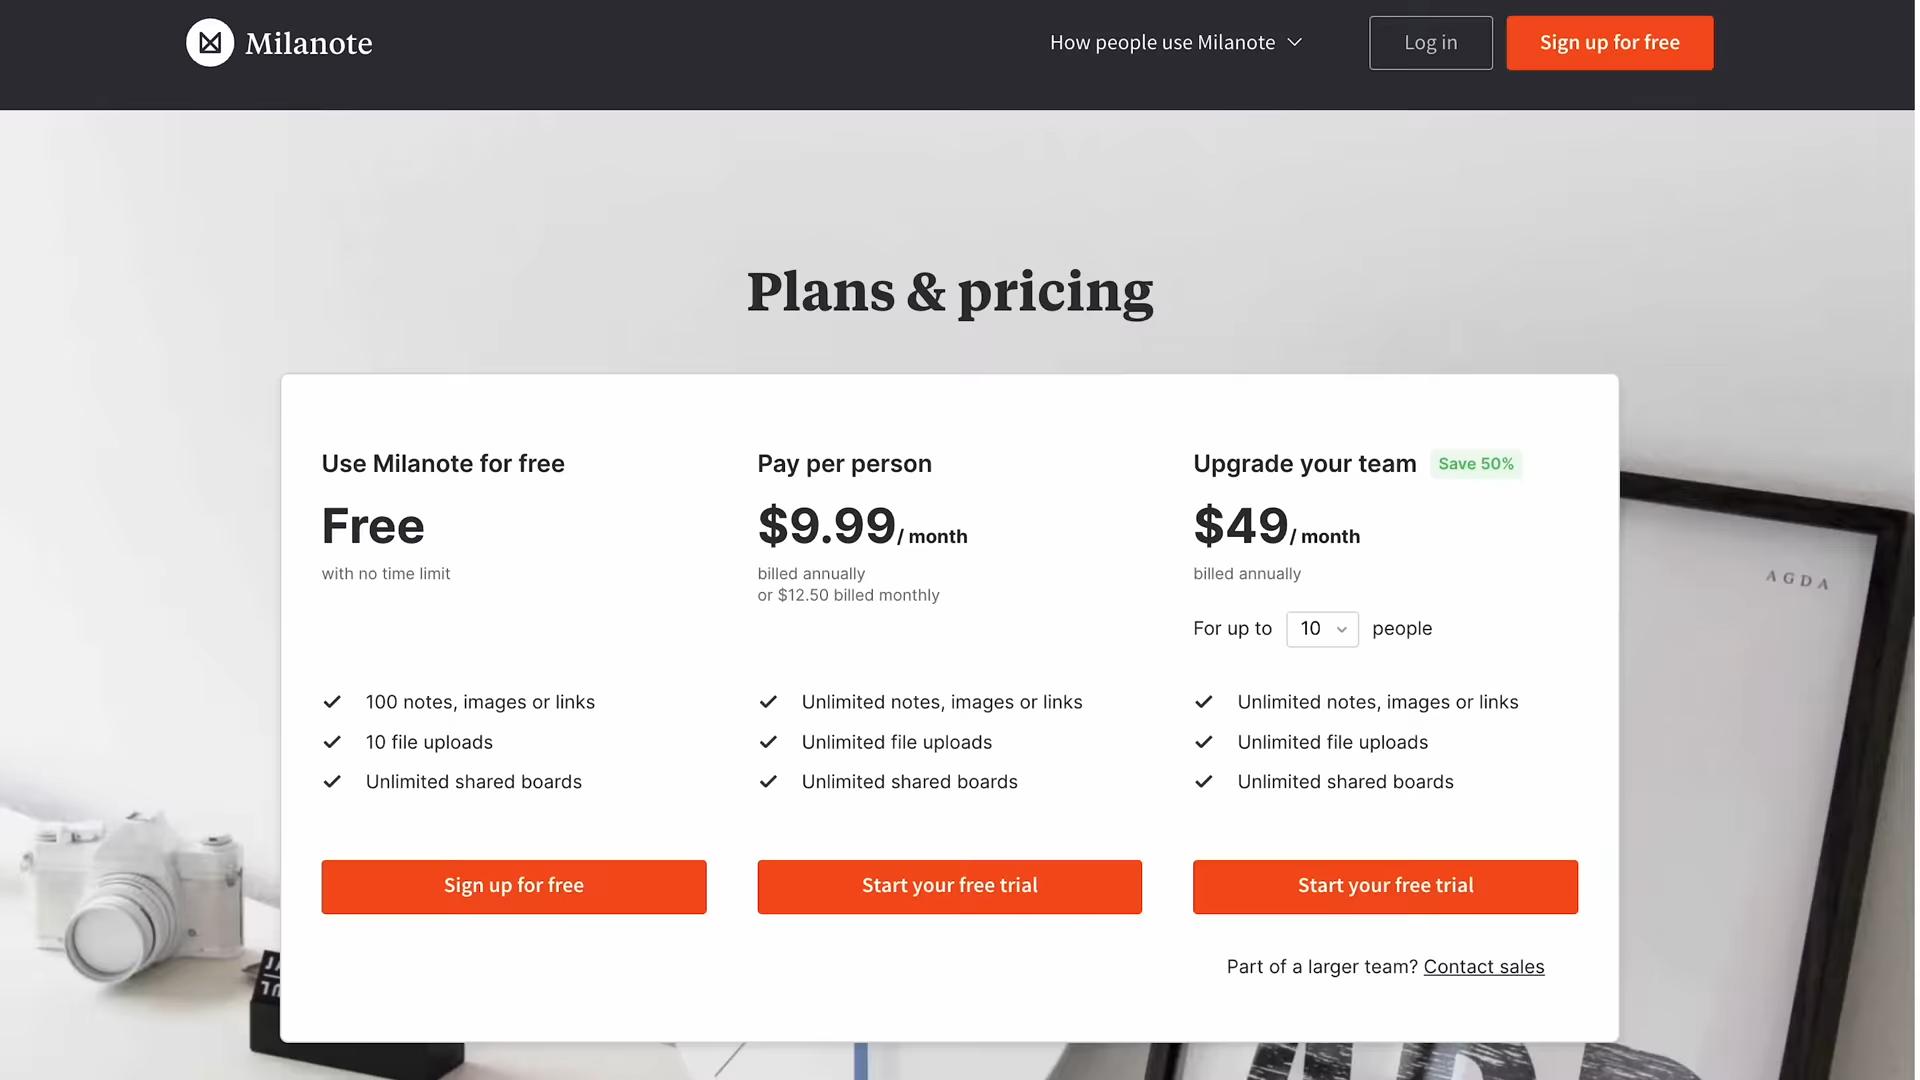 Milanote
How people use Milanote
Log in
Sign up for free
Plans & pricing
Use Milanote for free
Free
with no time limit
100 notes, images or links
10 file uploads
Unlimited shared boards
Sign up for free
Pay per person
$9.99/ month
billed annually
or $12.50 billed monthly
Unlimited notes, images or links
Unlimited file uploads
Unlimited shared boards
Start your free trial
Upgrade your team Save 50%
$49/ month
billed annually
For up to 10 people
Unlimited notes, images or links
Unlimited file uploads
Unlimited shared boards
Start your free trial
Part of a larger team? Contact sales
AGDA